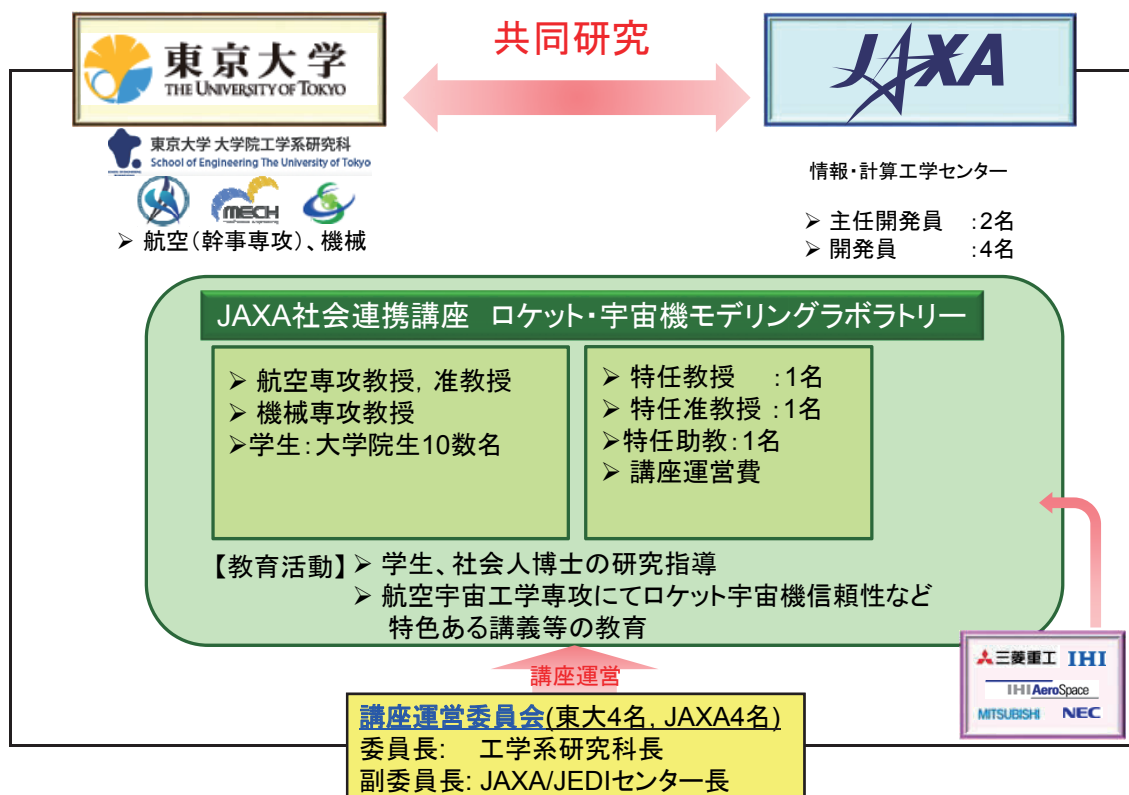 東京大学
THE UNIVERSITY OF TOKYO
共同研究
JAXA
東京大学 大学院工学系研究科
School of Engineering The University of Tokyo
MECH
➢ 航空(幹事専攻)、機械
情報・計算工学センター
➢ 主任開発員 :2名
➢ 開発員 :4名
JAXA社会連携講座 ロケット・宇宙機モデリングラボラトリー
➢ 航空専攻教授, 准教授
➢ 機械専攻教授
➢学生:大学院生10数名
➢ 特任教授 :1名
➢ 特任准教授 :1名
➢特任助教:1名
➢ 講座運営費
【教育活動】➢ 学生、社会人博士の研究指導
➢ 航空宇宙工学専攻にてロケット宇宙機信頼性など
特色ある講義等の教育
講座運営
講座運営委員会(東大4名, JAXA4名)
委員長: 工学系研究科長
副委員長: JAXA/JEDIセンター長
三菱重工 IHI
IHI AeroSpace
MITSUBISHI NEC